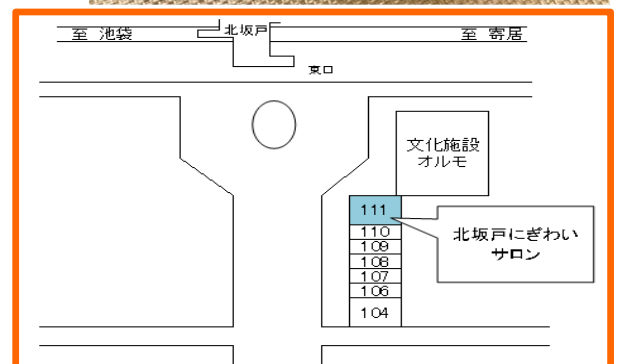 至 池袋
北坂戸
至 寄居
東口
文化施設
オルモ
111
110
109
108
107
106
104
北坂戸にぎわい
サロン